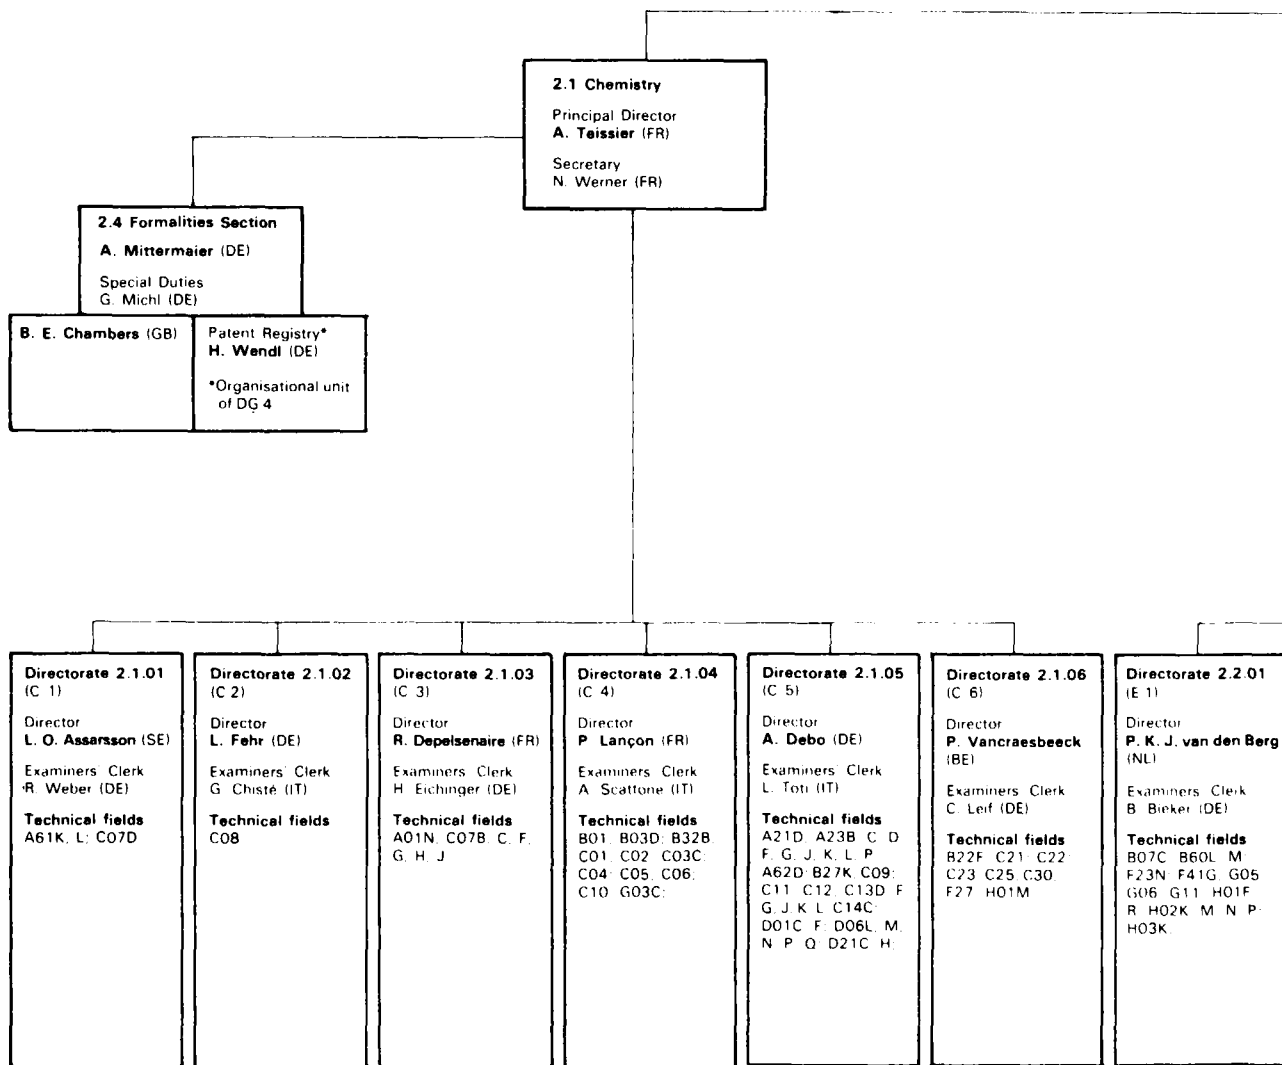 2.1 Chemistry
Principal Director
A. Teissier (FR)
Secretary
N. Werner (FR)
2.4 Formalities Section
A. Mittermaier (DE)
Special Duties
G. Michl (DE)
B. E. Chambers (GB)
Patent Registry*
H. Wendl (DE)
*Organisational unit
of DG 4
Directorate 2.1.01
(C 1)
Director
L. O. Assarsson (SE)
Examiners' Clerk
R. Weber (DE)
Technical fields
A61K, L; C07D
Directorate 2.1.02
(C 2)
Director
L. Fehr (DE)
Examiners' Clerk
G. Chisté (IT)
Technical fields
C08
Directorate 2.1.03
(C 3)
Director
R. Depelsenaire (FR)
Examiners' Clerk
H. Eichinger (DE)
Technical fields
A01N, C07B, C, F,
G, H, J
Directorate 2.1.04
(C 4)
Director
P. Lançon (FR)
Examiners' Clerk
A. Scattone (IT)
Technical fields
B01, B03D; B32B,
C01, C02, C03C;
C04; C05, C06;
C10, G03C;
Directorate 2.1.05
(C 5)
Director
A. Debo (DE)
Examiners' Clerk
L. Toti (IT)
Technical fields
A21D, A23B, C, D
F, G, J, K, L, P
A62D; B27K, C09;
C11, C12, C13D, F
G, J, K, L, C14C;
D01C, F; D06L, M,
N, P, Q; D21C, H;
Directorate 2.1.06
(C 6)
Director
P. Vancraesbeeck
(BE)
Examiners' Clerk
C. Leif (DE)
Technical fields
B22F, C21; C22;
C23, C25, C30,
F27, H01M
Directorate 2.2.01
(E 1)
Director
P. K. J. van den Berg
(NL)
Examiners' Clerk
B. Bieker (DE)
Technical fields
B07C, B60L, M;
F23N; F41G, G05
G06, G11, H01F,
R, H02K, M, N, P;
H03K,